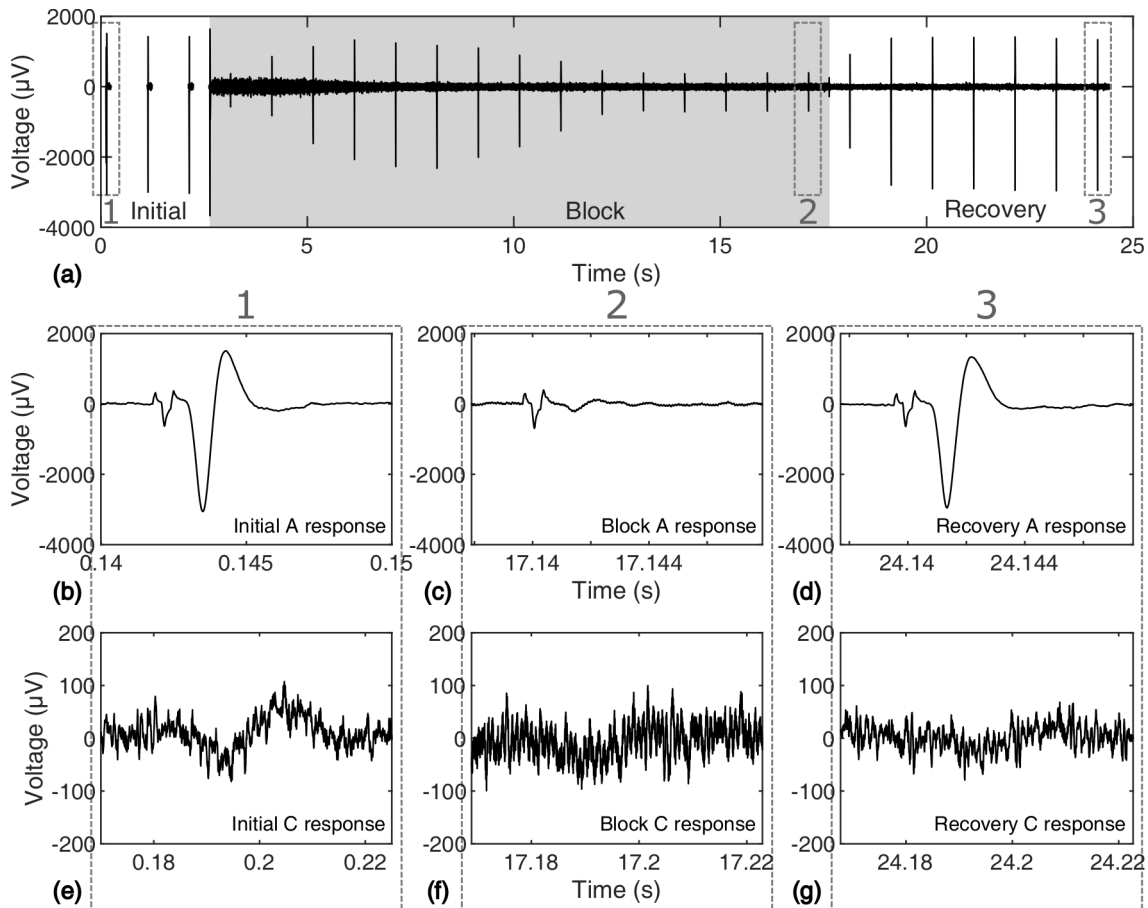 2000
0
-2000
-4000
Voltage (µV)
1 Initial Block 2 Recovery 3
0 5 10 15 20 25
(a) Time (s)
1 2 3
2000 2000 2000
0 0 0
-2000 -2000 -2000
-4000 -4000 -4000
Voltage (µV) Voltage (µV) Voltage (µV)
Initial A response Block A response Recovery A response
0.14 0.145 0.15 17.14 17.144 24.14 24.144
(b) (c) Time (s) (d)
200 200 200
100 100 100
0 0 0
-100 -100 -100
-200 -200 -200
Voltage (µV)
Initial C response Block C response Recovery C response
0.18 0.2 0.22 17.18 17.2 17.22 24.18 24.2 24.22
(e) (f) Time (s) (g)